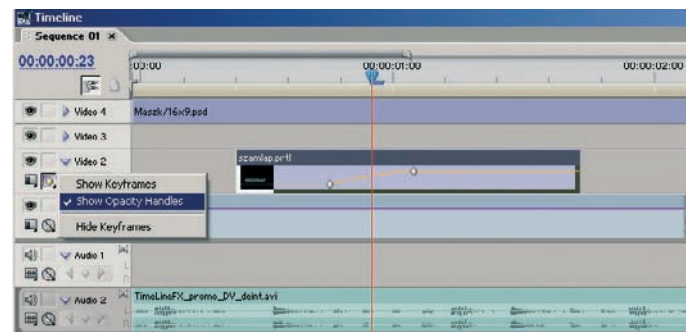 Timeline
Sequence 01
00;00;00;23
00;00
00;00;01;00
00;00;02;00
Video 4
Maszk/16x9.psd
Video 3
Video 2
szamlap.prtl
Show Keyframes
Show Opacity Handles
Hide Keyframes
Audio 1
Audio 2
TimeLineFX_promo_DV_deint.avi